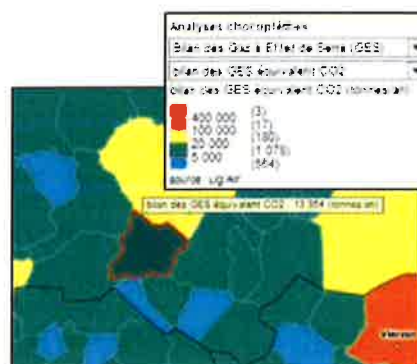 Analyses choroplèthes
Bilan des Gaz à Effet de Serre (GES)
bilan des GES équivalent CO2
bilan des GES équivalent CO2 (tonnes/an)
(3)
400 000
(17)
100 000
(180)
20 000
(1 078)
5 000
(564)
source : Lig'Air
bilan des GES équivalent CO2 : 13 364 (tonnes/an)